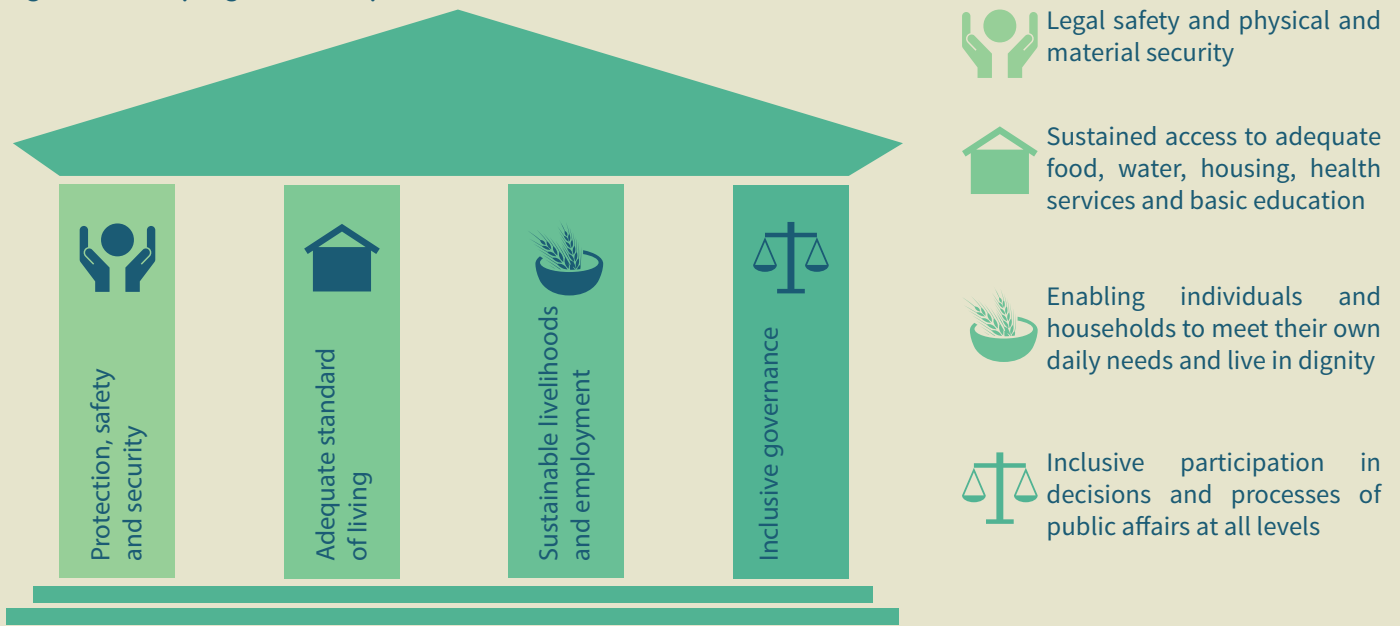 Protection, safety
and security
Adequate standard
of living
Sustainable livelihoods
and employment
Inclusive governance
Legal safety and physical and
material security
Sustained access to adequate
food, water, housing, health
services and basic education
Enabling individuals and
households to meet their own
daily needs and live in dignity
Inclusive participation in
decisions and processes of
public affairs at all levels